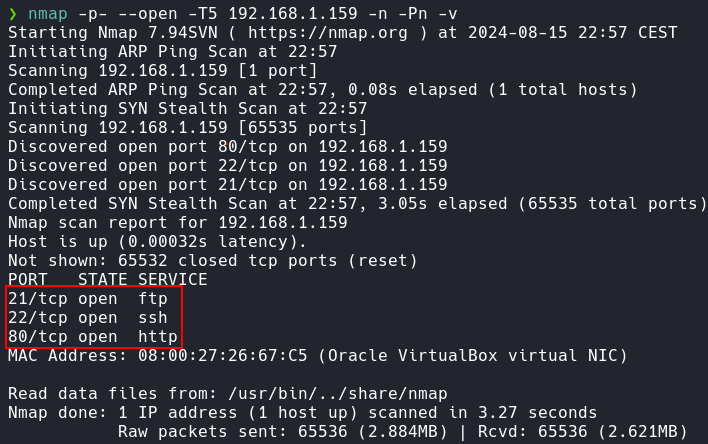 ❯ nmap -p- --open -T5 192.168.1.159 -n -Pn -v
Starting Nmap 7.94SVN ( https://nmap.org ) at 2024-08-15 22:57 CEST
Initiating ARP Ping Scan at 22:57
Scanning 192.168.1.159 [1 port]
Completed ARP Ping Scan at 22:57, 0.08s elapsed (1 total hosts)
Initiating SYN Stealth Scan at 22:57
Scanning 192.168.1.159 [65535 ports]
Discovered open port 80/tcp on 192.168.1.159
Discovered open port 22/tcp on 192.168.1.159
Discovered open port 21/tcp on 192.168.1.159
Completed SYN Stealth Scan at 22:57, 3.05s elapsed (65535 total ports)
Nmap scan report for 192.168.1.159
Host is up (0.00032s latency).
Not shown: 65532 closed tcp ports (reset)
PORT   STATE SERVICE
21/tcp open  ftp
22/tcp open  ssh
80/tcp open  http
MAC Address: 08:00:27:26:67:C5 (Oracle VirtualBox virtual NIC)
Read data files from: /usr/bin/../share/nmap
Nmap done: 1 IP address (1 host up) scanned in 3.27 seconds
           Raw packets sent: 65536 (2.884MB) | Rcvd: 65536 (2.621MB)